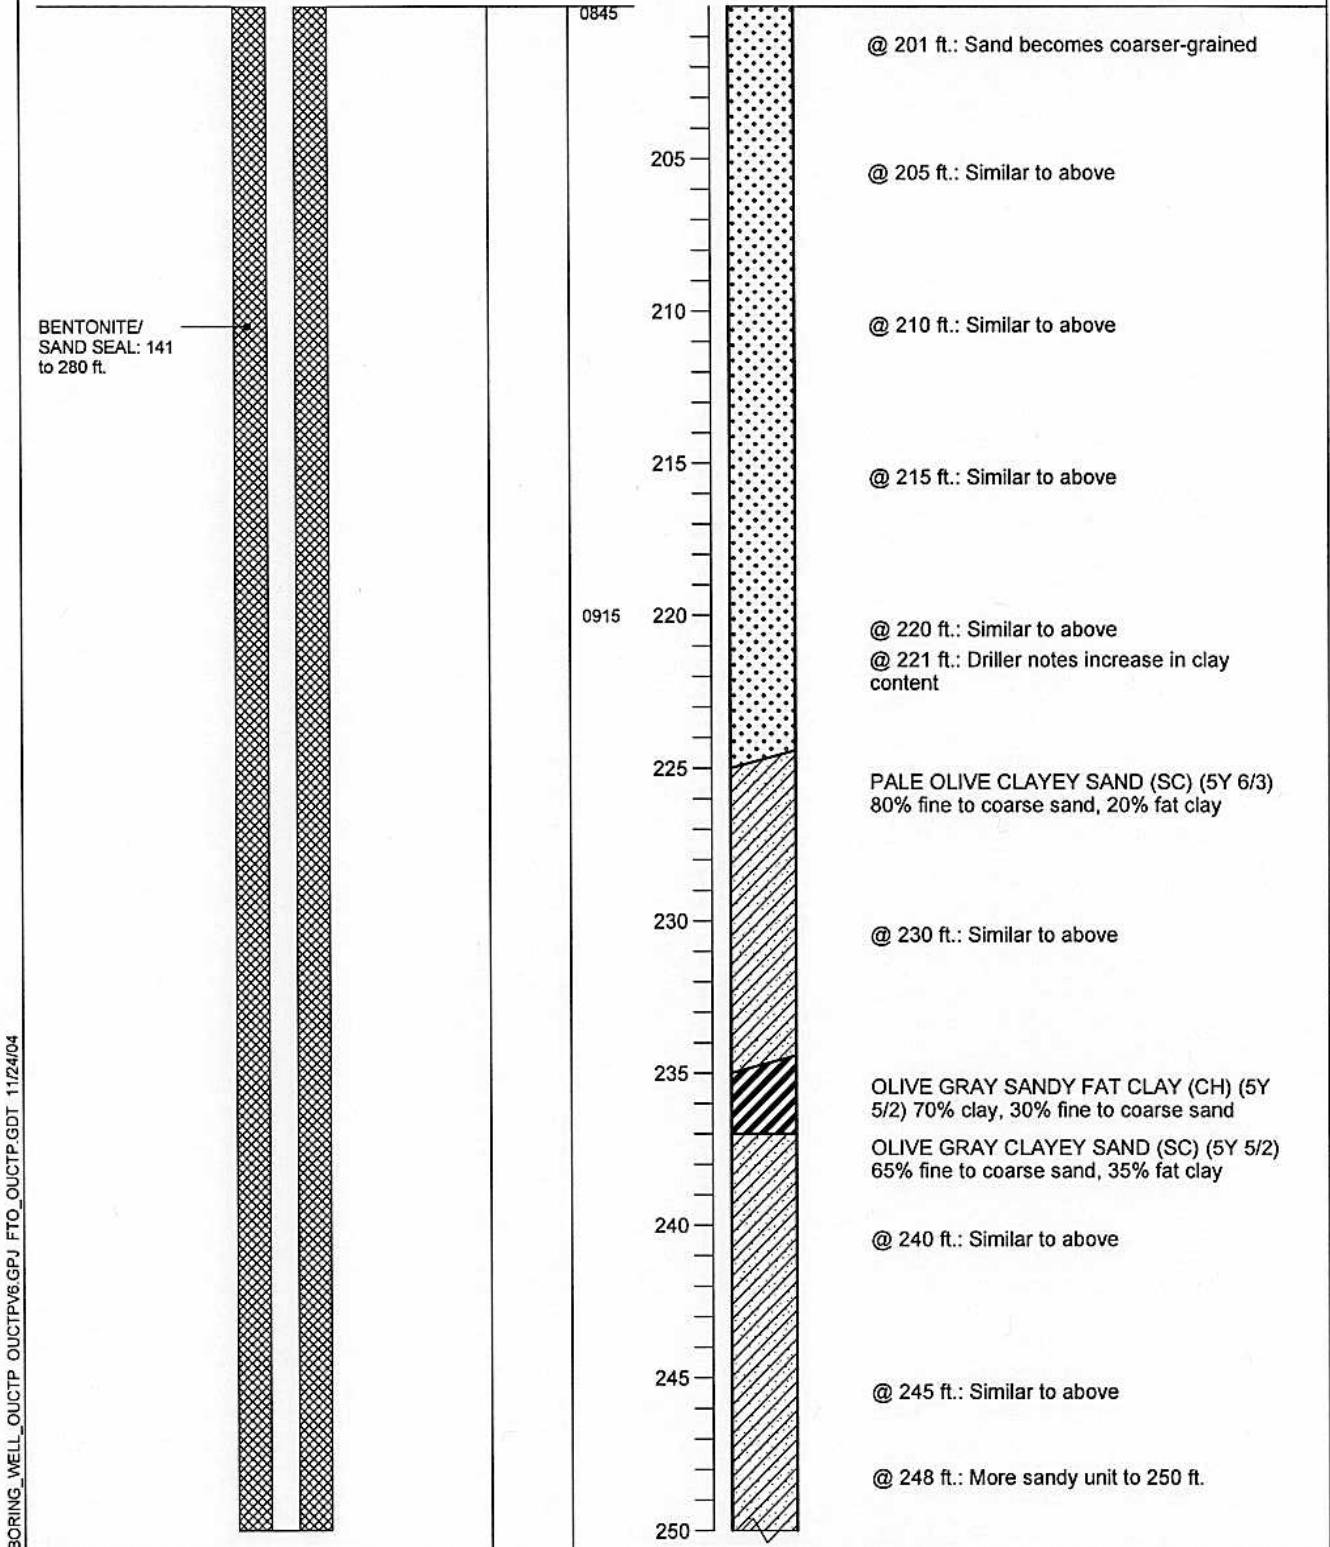 0845
@ 201 ft.: Sand becomes coarser-grained
205
@ 205 ft.: Similar to above
BENTONITE/
SAND SEAL: 141
to 280 ft.
210
@ 210 ft.: Similar to above
215
@ 215 ft.: Similar to above
0915
220
@ 220 ft.: Similar to above
@ 221 ft.: Driller notes increase in clay
content
225
PALE OLIVE CLAYEY SAND (SC) (5Y 6/3)
80% fine to coarse sand, 20% fat clay
230
@ 230 ft.: Similar to above
235
OLIVE GRAY SANDY FAT CLAY (CH) (5Y
5/2) 70% clay, 30% fine to coarse sand
OLIVE GRAY CLAYEY SAND (SC) (5Y 5/2)
65% fine to coarse sand, 35% fat clay
240
@ 240 ft.: Similar to above
245
@ 245 ft.: Similar to above
@ 248 ft.: More sandy unit to 250 ft.
250
BORING_WELL_OUCTP OUCTPV6.GPJ FTO_OUCTP.GDT 11/24/04